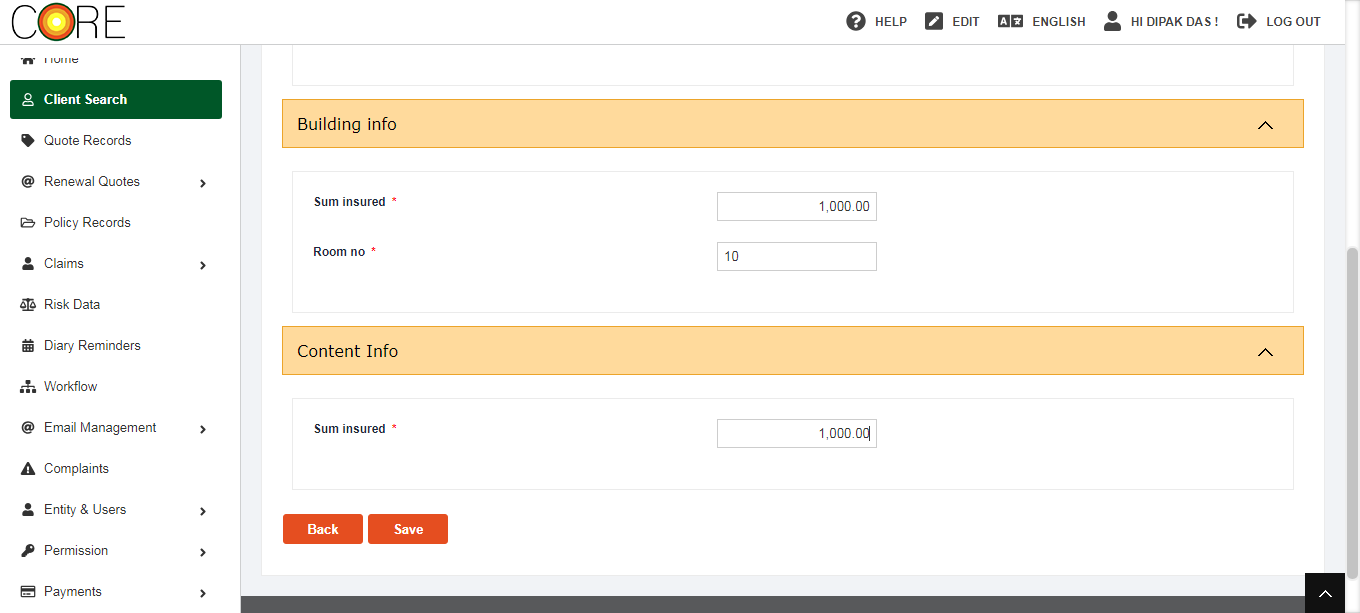 CORE
HELP
EDIT
ENGLISH
HI DIPAK DAS !
LOG OUT
Home
Client Search
Quote Records
Renewal Quotes
Policy Records
Claims
Risk Data
Diary Reminders
Workflow
Email Management
Complaints
Entity & Users
Permission
Payments
Building info
Sum insured *
1,000.00
Room no *
10
Content Info
Sum insured *
1,000.00
Back
Save